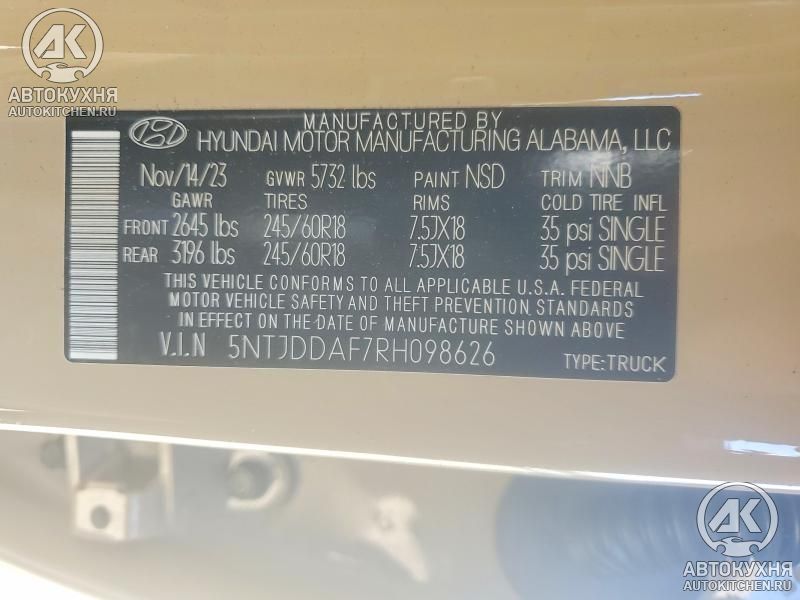 АК
АВТОКУХНЯ
AUTOKITCHEN.RU
MANUFACTURED BY
HYUNDAI MOTOR MANUFACTURING ALABAMA, LLC
Nov/14/23 GVWR 5732 lbs PAINT NSD TRIM NNB
GAWR TIRES RIMS COLD TIRE INFL
FRONT 2645 lbs 245/60R18 7.5JX18 35 psi SINGLE
REAR 3196 lbs 245/60R18 7.5JX18 35 psi SINGLE
THIS VEHICLE CONFORMS TO ALL APPLICABLE U.S.A. FEDERAL
MOTOR VEHICLE SAFETY AND THEFT PREVENTION STANDARDS
IN EFFECT ON THE DATE OF MANUFACTURE SHOWN ABOVE
V.I.N 5NTJDDAF7RH098626 TYPE:TRUCK
АК
АВТОКУХНЯ
AUTOKITCHEN.RU